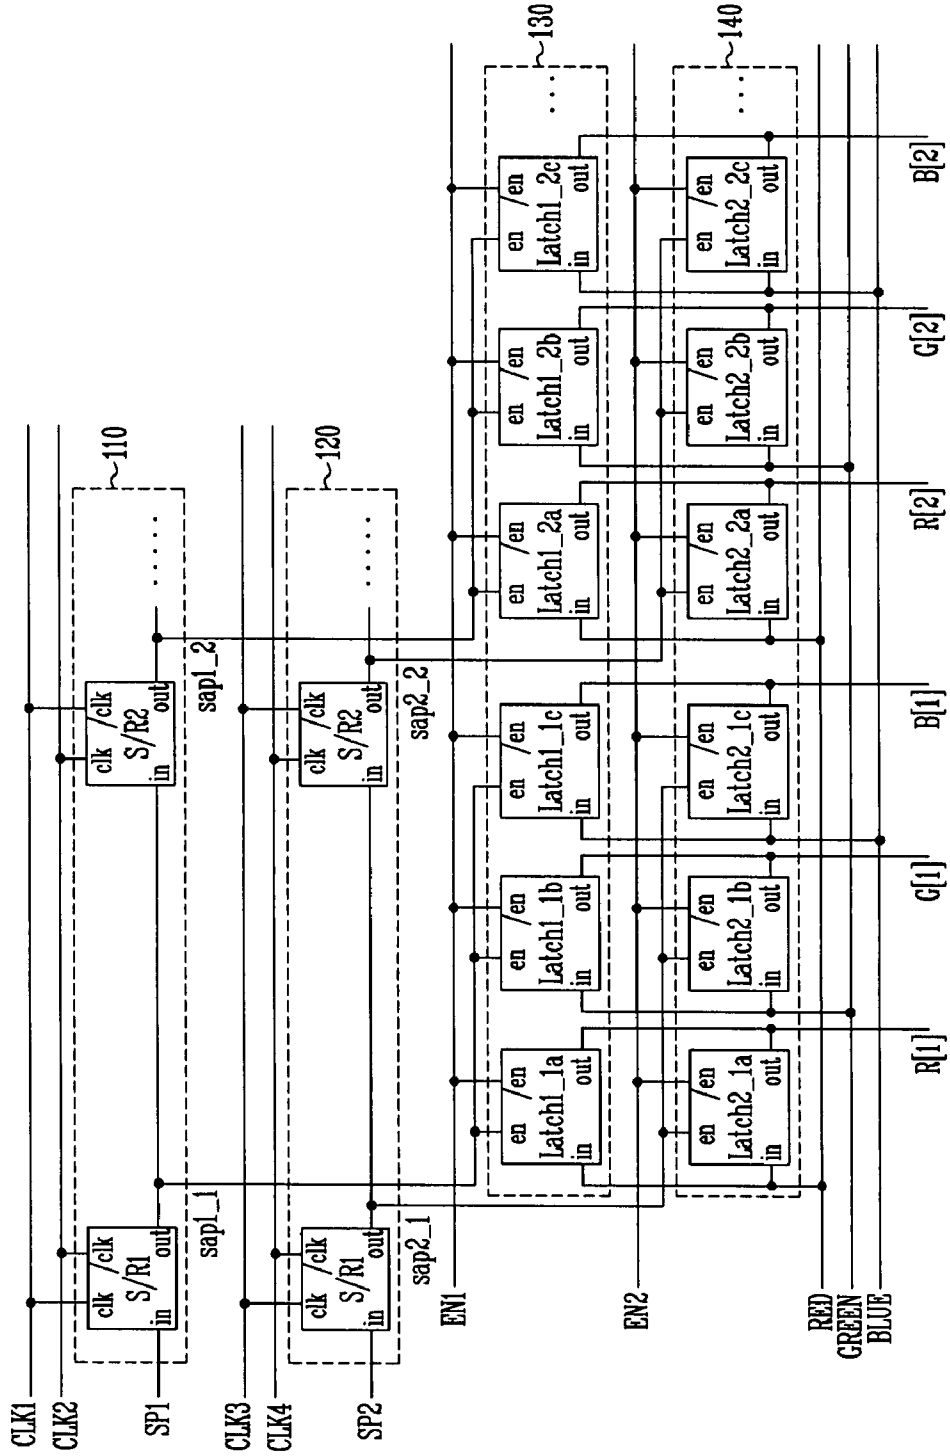 CLK1
CLK2
SP1
clk /clk
S/R1
in out
sap1_1
clk /clk
S/R2
in out
sap1_2
110
CLK3
CLK4
SP2
clk /clk
S/R1
in out
sap2_1
clk /clk
S/R2
in out
sap2_2
120
EN1
en /en
Latch1_1a
in out
en /en
Latch1_1b
in out
en /en
Latch1_1c
in out
en /en
Latch1_2a
in out
en /en
Latch1_2b
in out
en /en
Latch1_2c
in out
130
EN2
en /en
Latch2_1a
in out
en /en
Latch2_1b
in out
en /en
Latch2_1c
in out
en /en
Latch2_2a
in out
en /en
Latch2_2b
in out
en /en
Latch2_2c
in out
140
RED
GREEN
BLUE
R[1]
G[1]
B[1]
R[2]
G[2]
B[2]